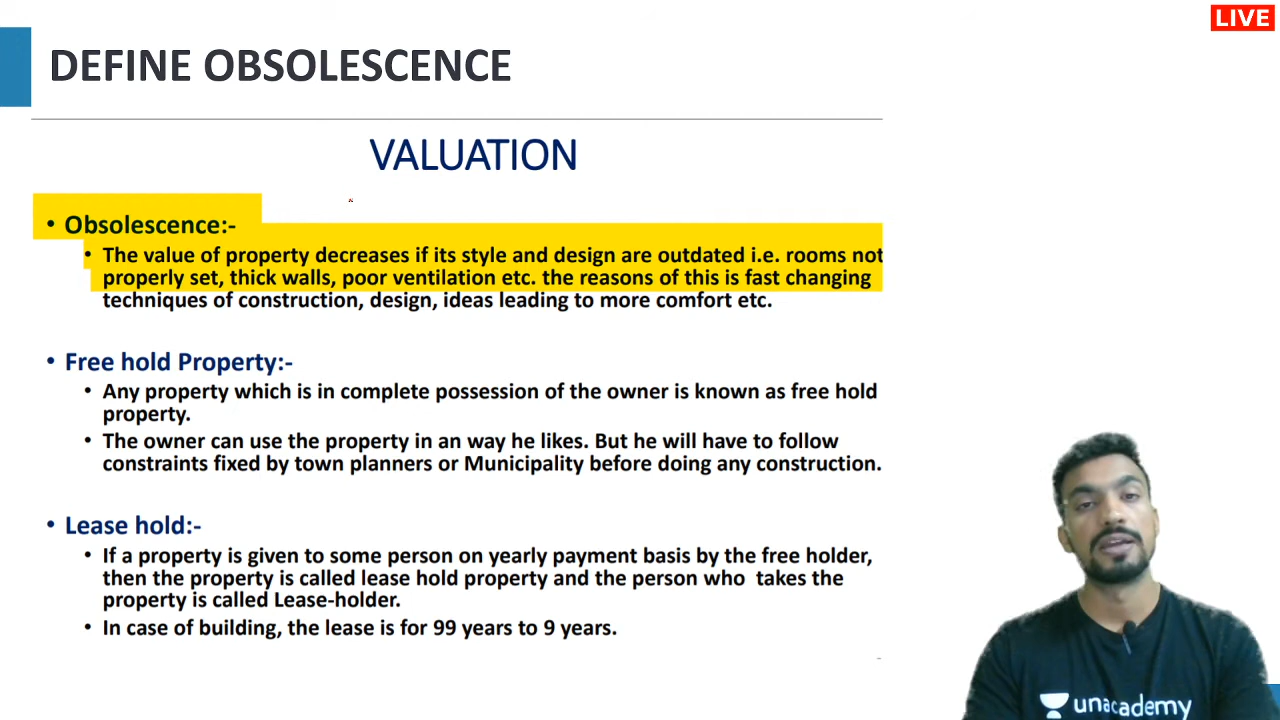 LIVE
DEFINE OBSOLESCENCE
VALUATION
• Obsolescence:-
• The value of property decreases if its style and design are outdated i.e. rooms not
properly set, thick walls, poor ventilation etc. the reasons of this is fast changing
techniques of construction, design, ideas leading to more comfort etc.
• Free hold Property:-
• Any property which is in complete possession of the owner is known as free hold
property.
• The owner can use the property in an way he likes. But he will have to follow
constraints fixed by town planners or Municipality before doing any construction.
• Lease hold:-
• If a property is given to some person on yearly payment basis by the free holder,
then the property is called lease hold property and the person who takes the
property is called Lease-holder.
• In case of building, the lease is for 99 years to 9 years.
unacademy